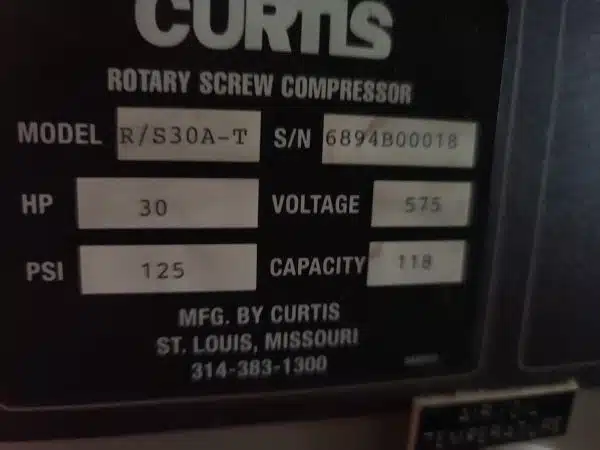 CURTIS
ROTARY SCREW COMPRESSOR
MODEL R/S30A-T S/N 6894B00018
HP 30 VOLTAGE 575
PSI 125 CAPACITY 118
MFG. BY CURTIS
ST. LOUIS, MISSOURI
314-383-1300
TEMPERATURE